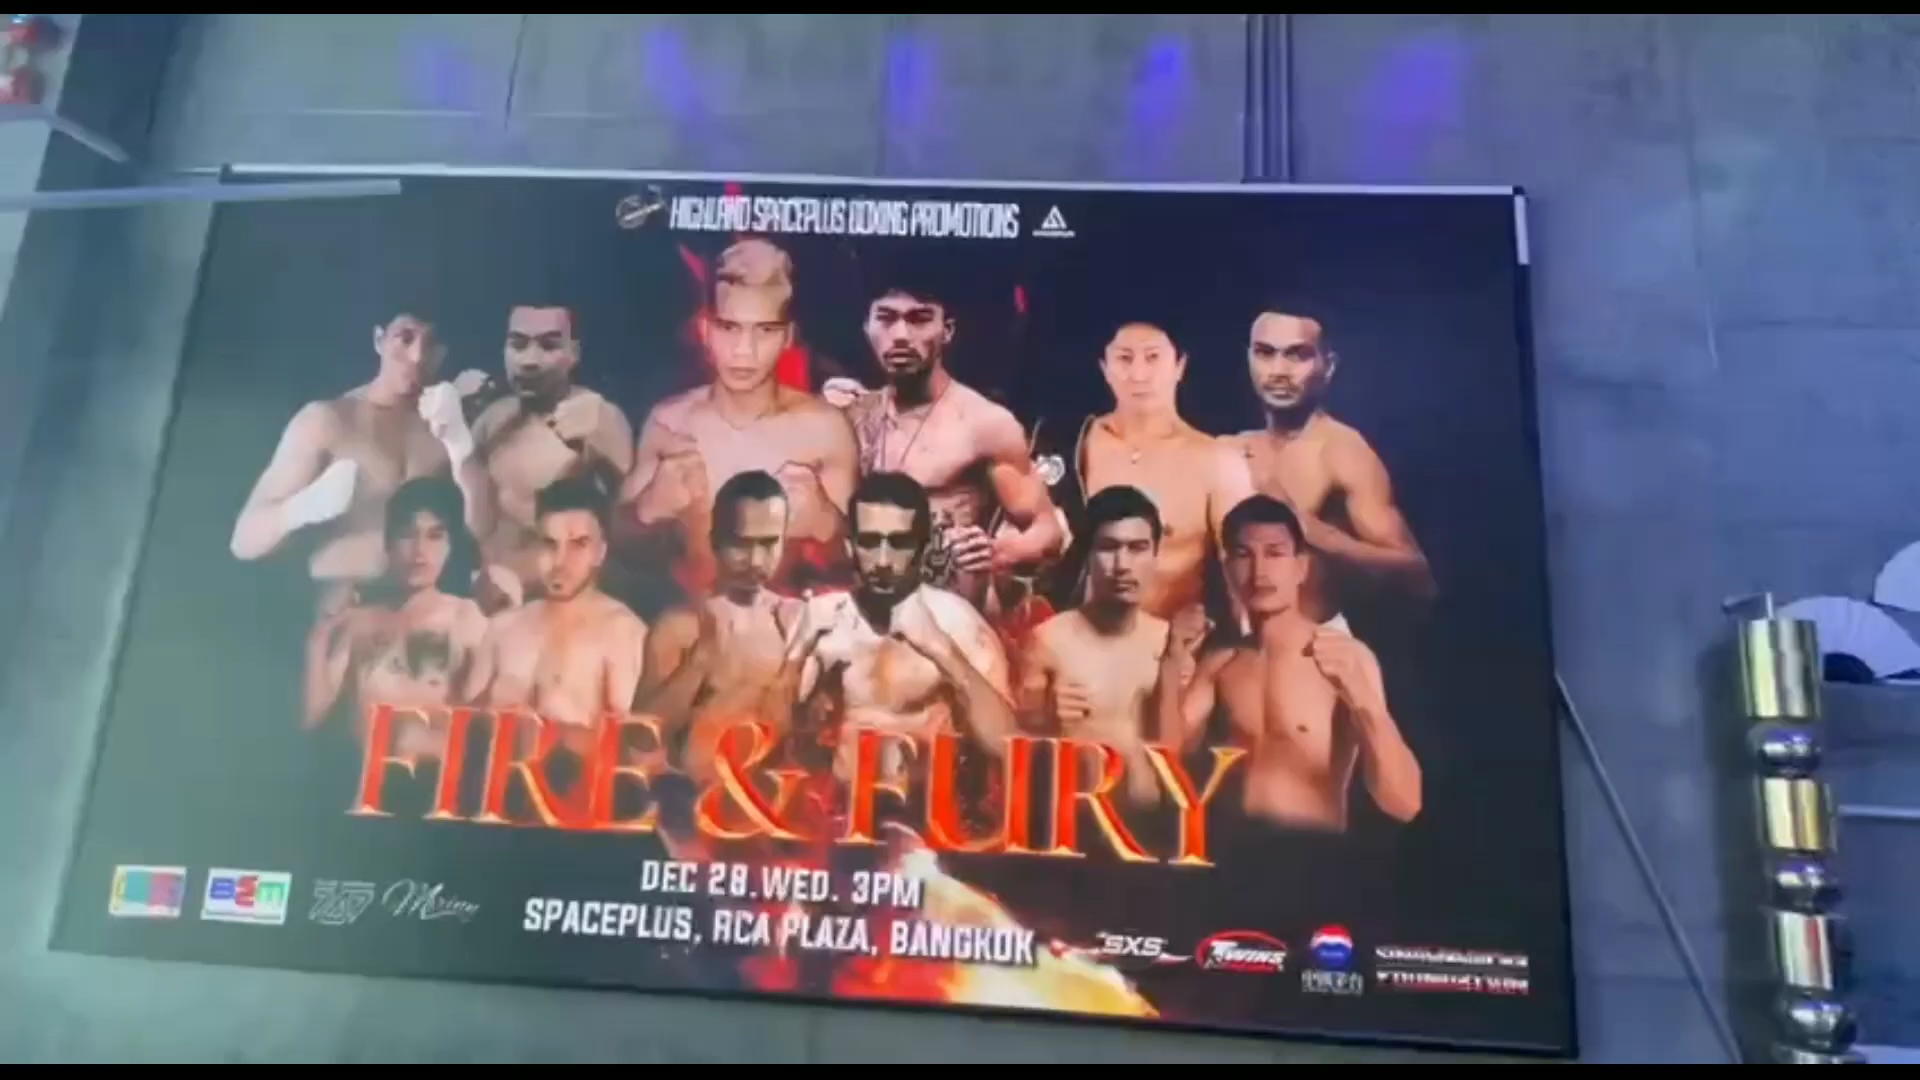 HIGHLAND SPACEPLUS BOXING PROMOTIONS
FIRE & FURY
DEC 28.WED. 3PM
SPACEPLUS, RCA PLAZA, BANGKOK
SXS
TWINS